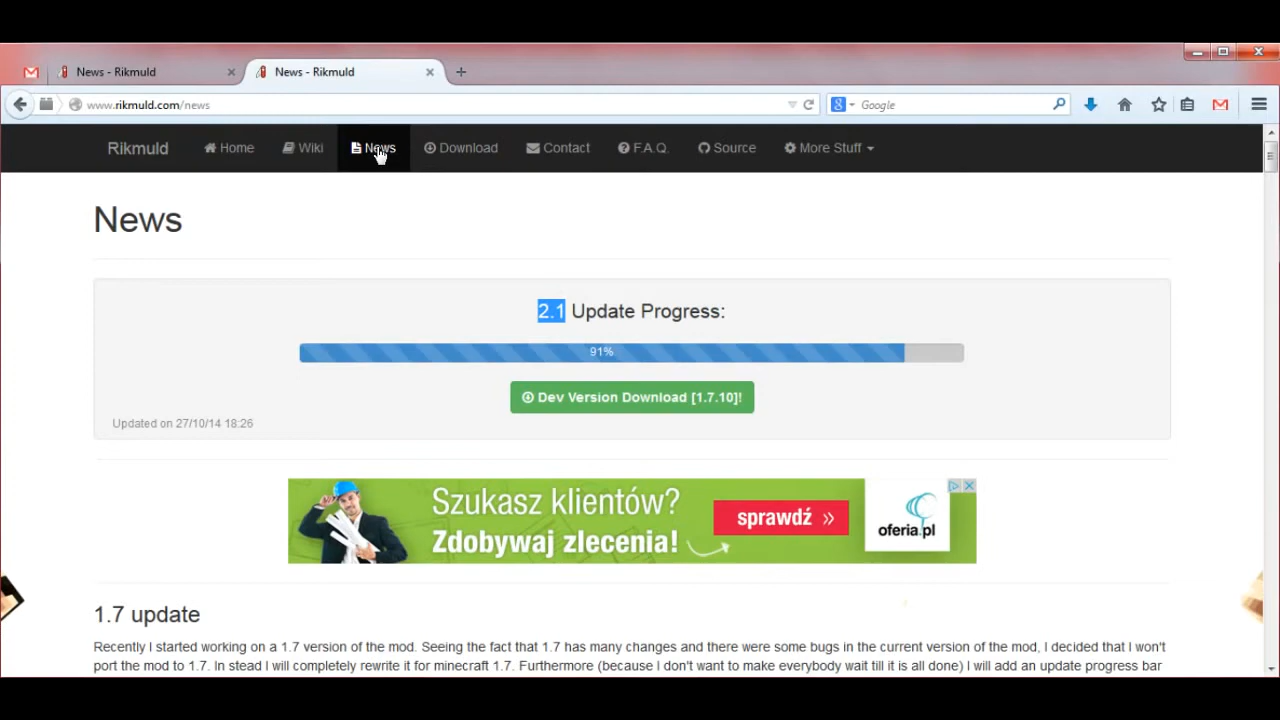 News - Rikmuld
News - Rikmuld
www.rikmuld.com/news
Google
Rikmuld
Home
Wiki
News
Download
Contact
F.A.Q.
Source
More Stuff
News
2.1 Update Progress:
91%
Dev Version Download [1.7.10]!
Updated on 27/10/14 18:26
Szukasz klientów?
Zdobywaj zlecenia!
sprawdź »
oferia.pl
1.7 update
Recently I started working on a 1.7 version of the mod. Seeing the fact that 1.7 has many changes and there were some bugs in the current version of the mod, I decided that I won't
port the mod to 1.7. In stead I will completely rewrite it for minecraft 1.7. Furthermore (because I don't want to make everybody wait till it is all done) I will add an update progress bar